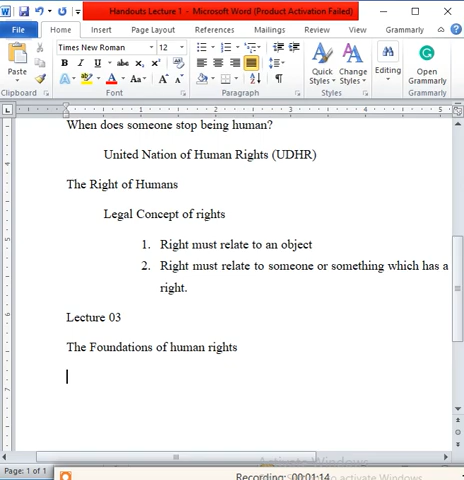 Handouts Lecture 1 - Microsoft Word (Product Activation Failed)
File Home Insert Page Layout References Mailings Review View Grammarly
Times New Roman 12
Paste
Quick Styles
Change Styles
Editing
Open Grammarly
Clipboard Font Paragraph Styles Grammarly
When does someone stop being human?
United Nation of Human Rights (UDHR)
The Right of Humans
Legal Concept of rights
1. Right must relate to an object
2. Right must relate to someone or something which has a
right.
Lecture 03
The Foundations of human rights
Activate Windows
Page: 1 of 1
Recording: 00:01:14
activate Windows